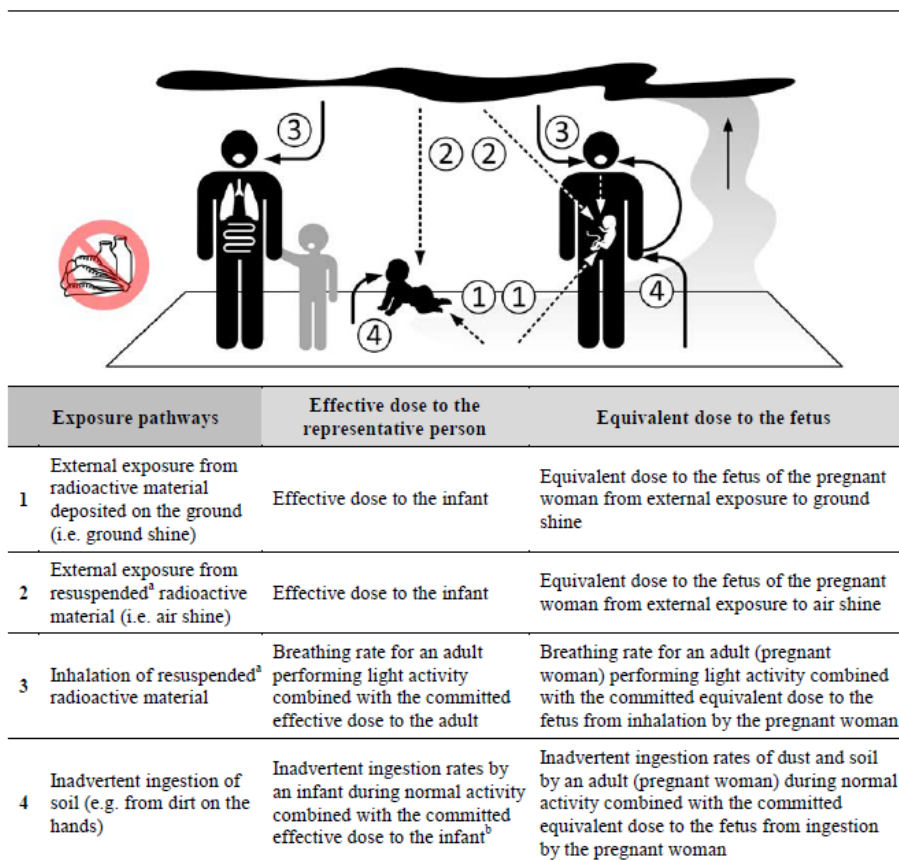 ③
③
② ②
① ①
④
④
Exposure pathways
Effective dose to the
representative person
Equivalent dose to the fetus
1
External exposure from
radioactive material
deposited on the ground
(i.e. ground shine)
Effective dose to the infant
Equivalent dose to the fetus of the pregnant
woman from external exposure to ground
shine
2
External exposure from
resuspendedᵃ radioactive
material (i.e. air shine)
Effective dose to the infant
Equivalent dose to the fetus of the pregnant
woman from external exposure to air shine
3
Inhalation of resuspendedᵃ
radioactive material
Breathing rate for an adult
performing light activity
combined with the committed
effective dose to the adult
Breathing rate for an adult (pregnant
woman) performing light activity combined
with the committed equivalent dose to the
fetus from inhalation by the pregnant woman
4
Inadvertent ingestion of
soil (e.g. from dirt on the
hands)
Inadvertent ingestion rates by
an infant during normal activity
combined with the committed
effective dose to the infantᵇ
Inadvertent ingestion rates of dust and soil
by an adult (pregnant woman) during normal
activity combined with the committed
equivalent dose to the fetus from ingestion
by the pregnant woman